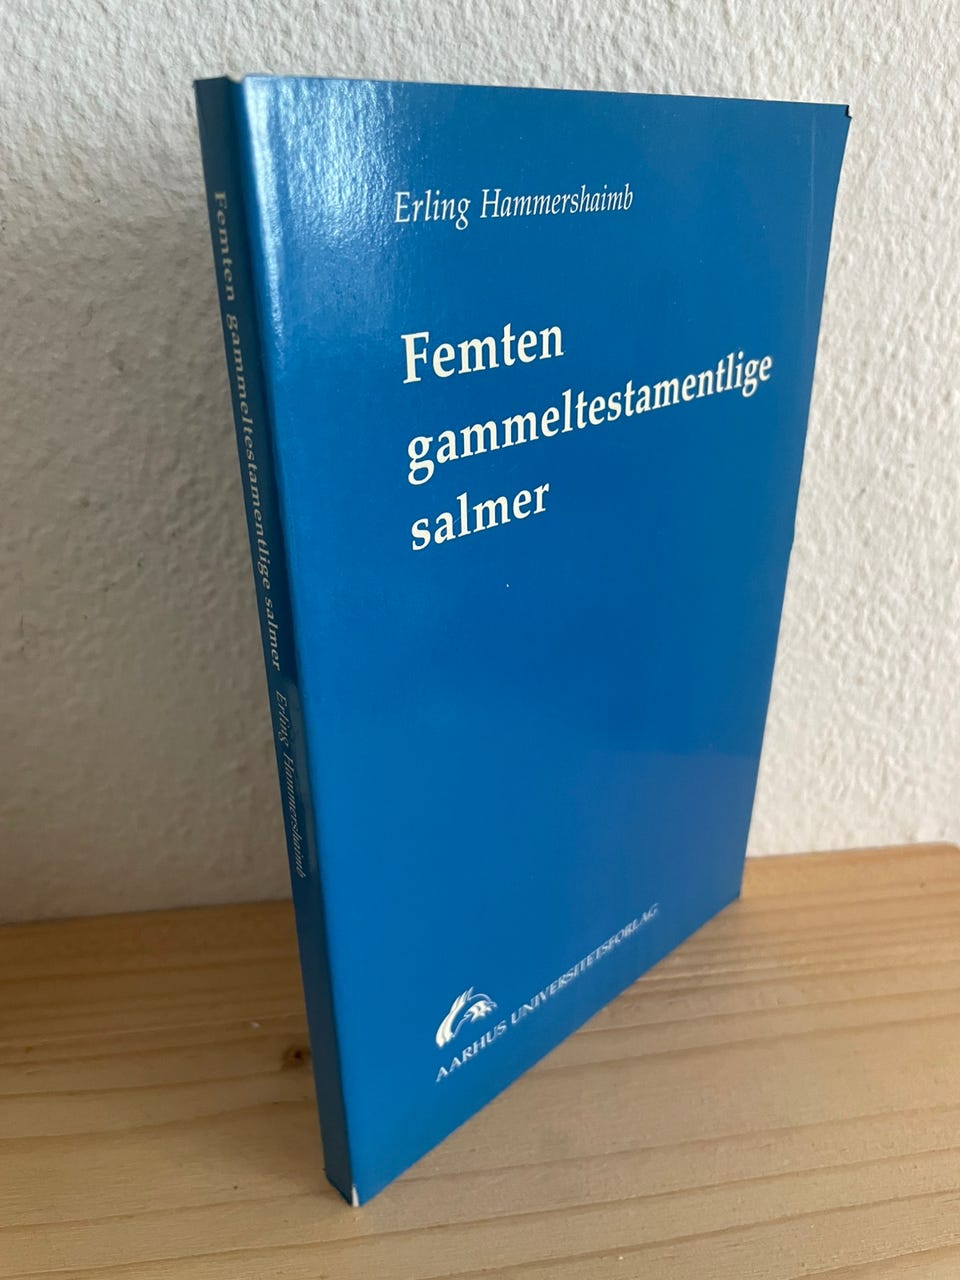 Erling Hammershaimb
Femten
gammeltestamentlige
salmer
AARHUS UNIVERSITETSFORLAG
Femten gammeltestamentlige salmer Erling Hammershaimb